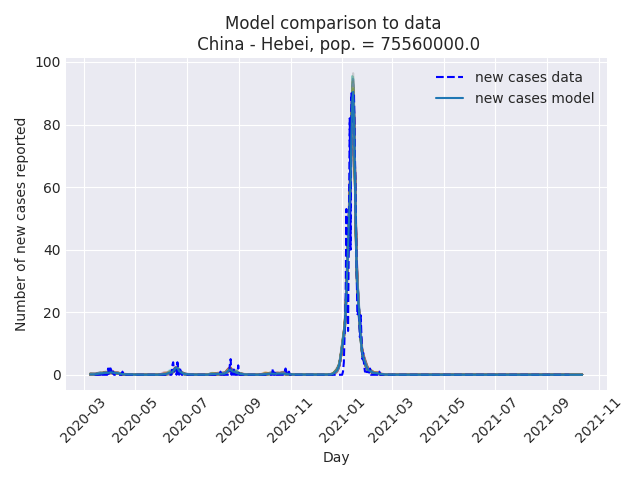 Model comparison to data
China - Hebei, pop. = 75560000.0
new cases data
new cases model
Number of new cases reported
100
80
60
40
20
0
2020-03
2020-05
2020-07
2020-09
2020-11
2021-01
2021-03
2021-05
2021-07
2021-09
2021-11
Day